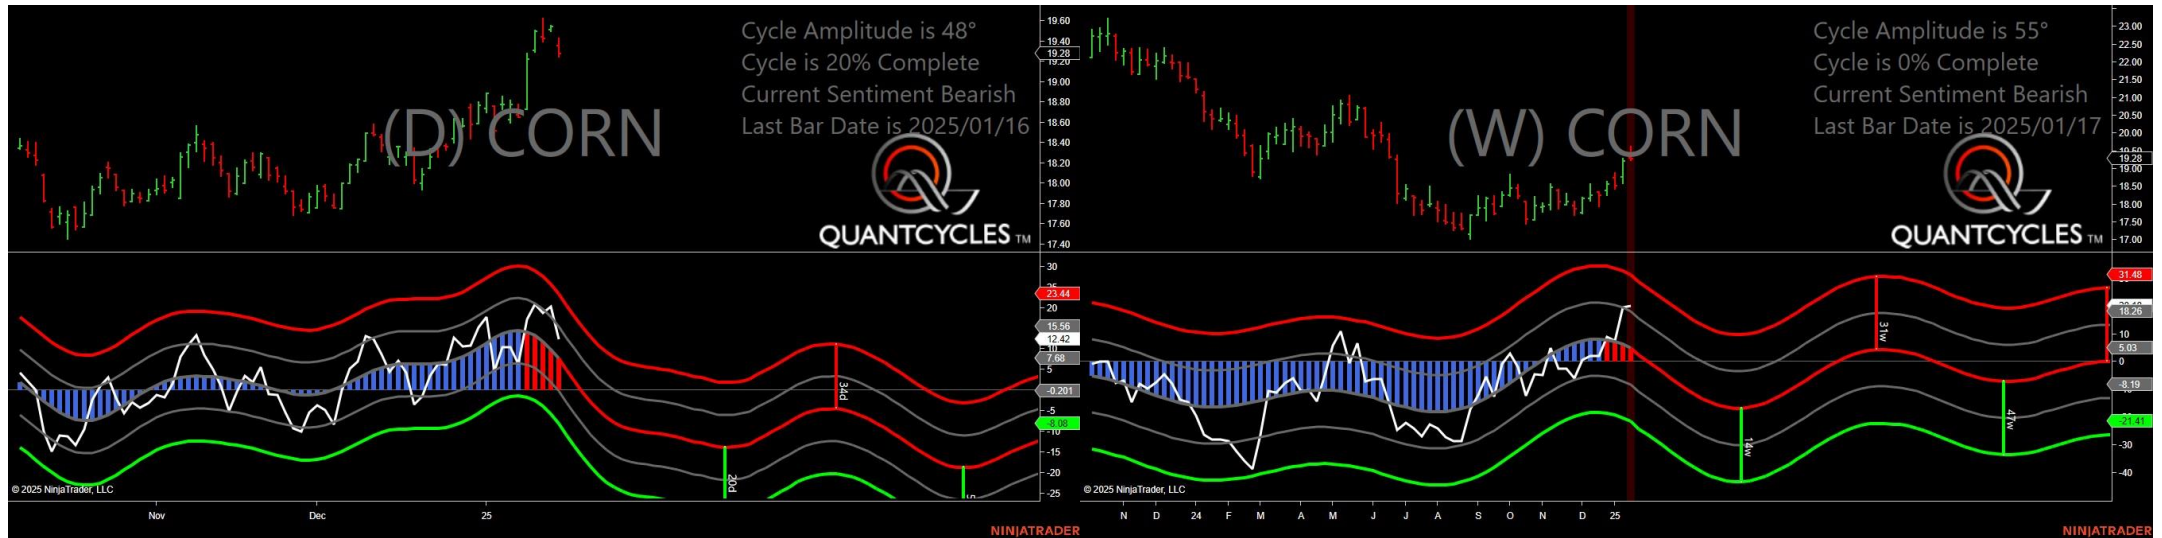 Cycle Amplitude is 48°
Cycle is 20% Complete
Current Sentiment Bearish
Last Bar Date is 2025/01/16
(D) CORN
QUANTCYCLES TM
19.60
19.40
19.28
19.20
19.00
18.80
18.60
18.40
18.20
18.00
17.80
17.60
17.40
30
23.44
20
15.56
12.42
10
7.68
5
-0.201
-5
-8.08
-10
-15
-20
-25
34d
20d
© 2025 NinjaTrader, LLC
Nov
Dec
25
NINJATRADER
Cycle Amplitude is 55°
Cycle is 0% Complete
Current Sentiment Bearish
Last Bar Date is 2025/01/17
(W) CORN
QUANTCYCLES TM
23.00
22.50
22.00
21.50
21.00
20.50
20.00
19.50
19.28
19.00
18.50
18.00
17.50
17.00
31.48
18.26
10
5.03
0
-8.19
-21.41
-30
-40
31w
14w
47w
© 2025 NinjaTrader, LLC
N D 24 F M A M J J A S O N D 25
NINJATRADER